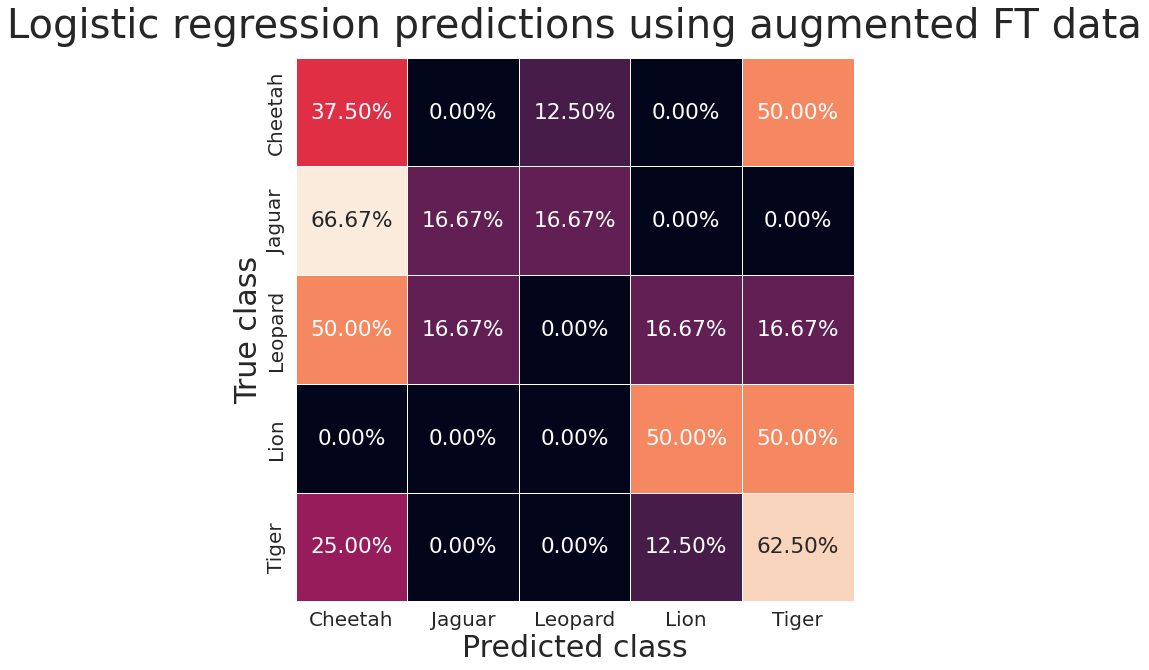 Logistic regression predictions using augmented FT data
True class
Cheetah
37.50% 0.00% 12.50% 0.00% 50.00%
Jaguar
66.67% 16.67% 16.67% 0.00% 0.00%
Leopard
50.00% 16.67% 0.00% 16.67% 16.67%
Lion
0.00% 0.00% 0.00% 50.00% 50.00%
Tiger
25.00% 0.00% 0.00% 12.50% 62.50%
Cheetah Jaguar Leopard Lion Tiger
Predicted class